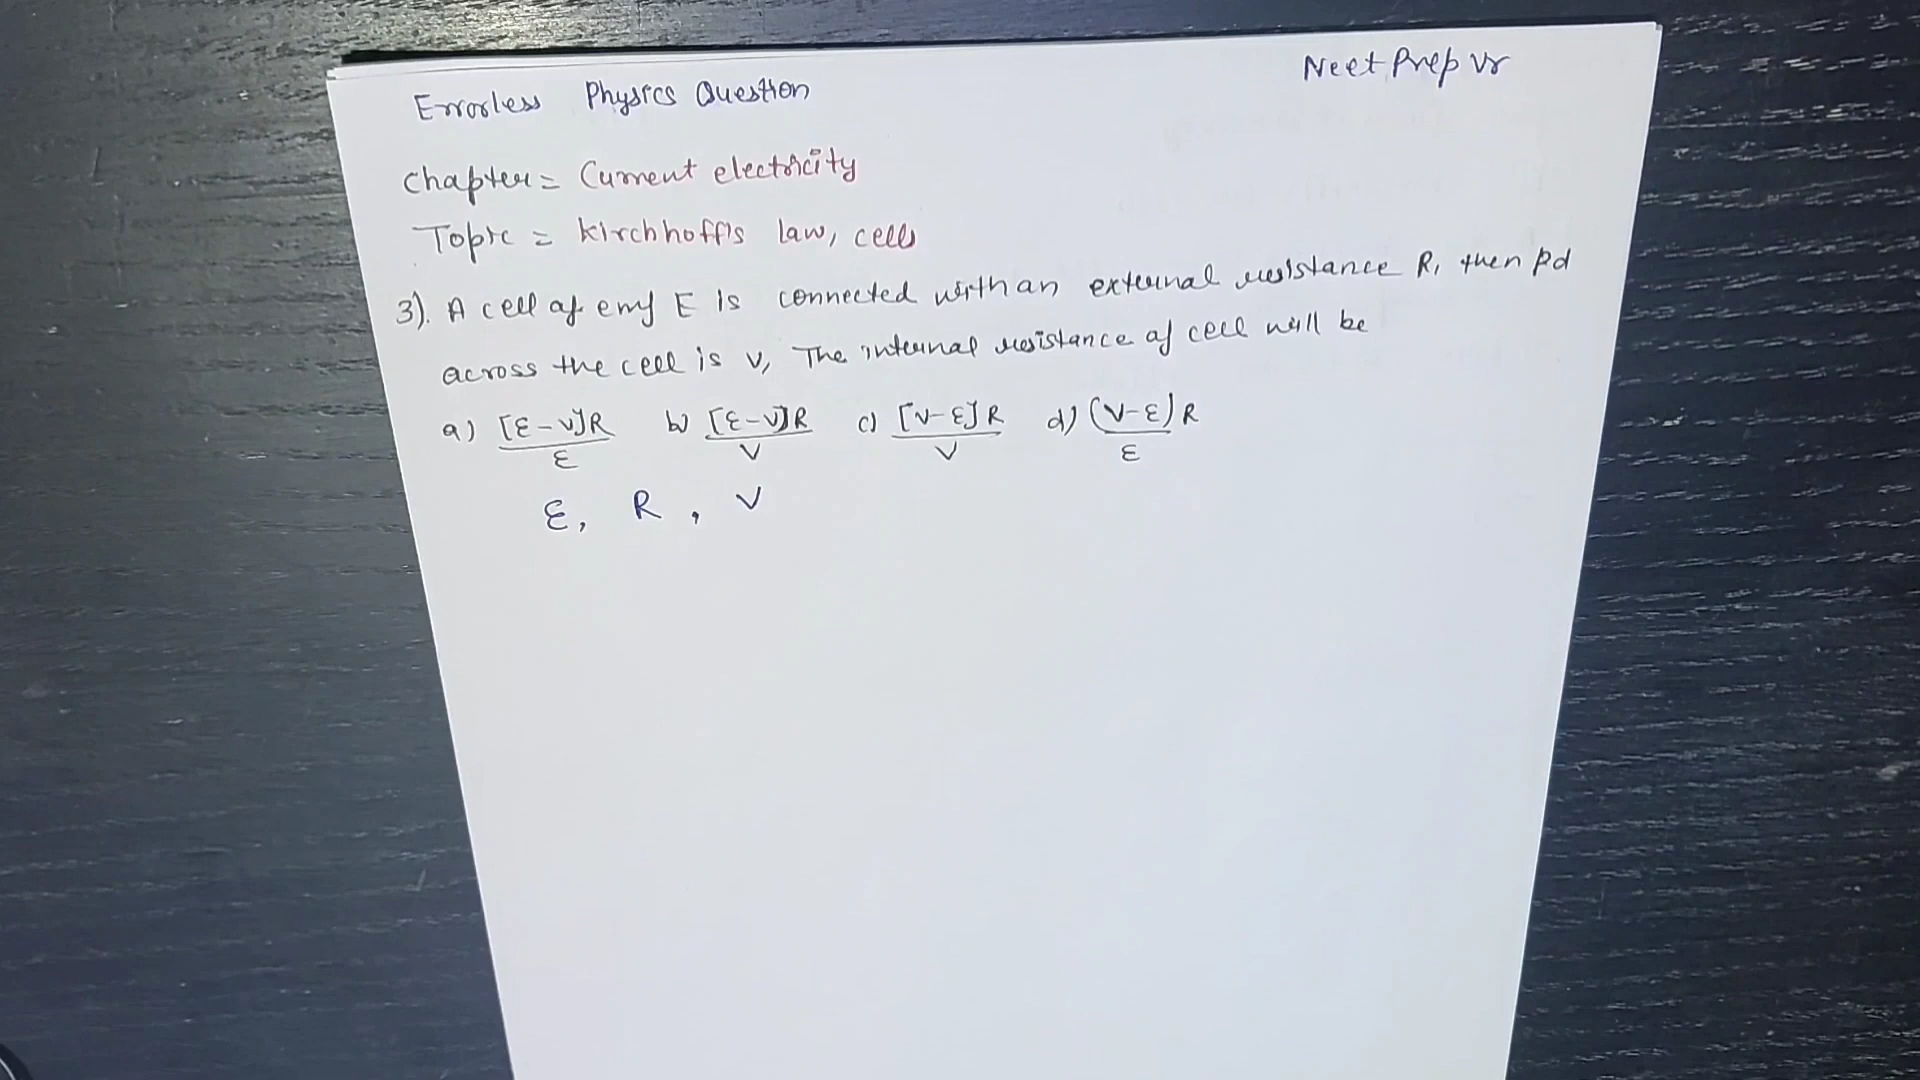 Errorless Physics Question
Neet Prep Vr
Chapter = Current electricity
Topic = kirchhoff's law, cell
3). A cell of emf E is connected with an external resistance R, then pd
across the cell is v, The internal resistance of cell will be
a) [ε-v]R/ε b) [ε-v]R/V c) [v-ε]R/V d) (v-ε)R/ε
ε, R, V